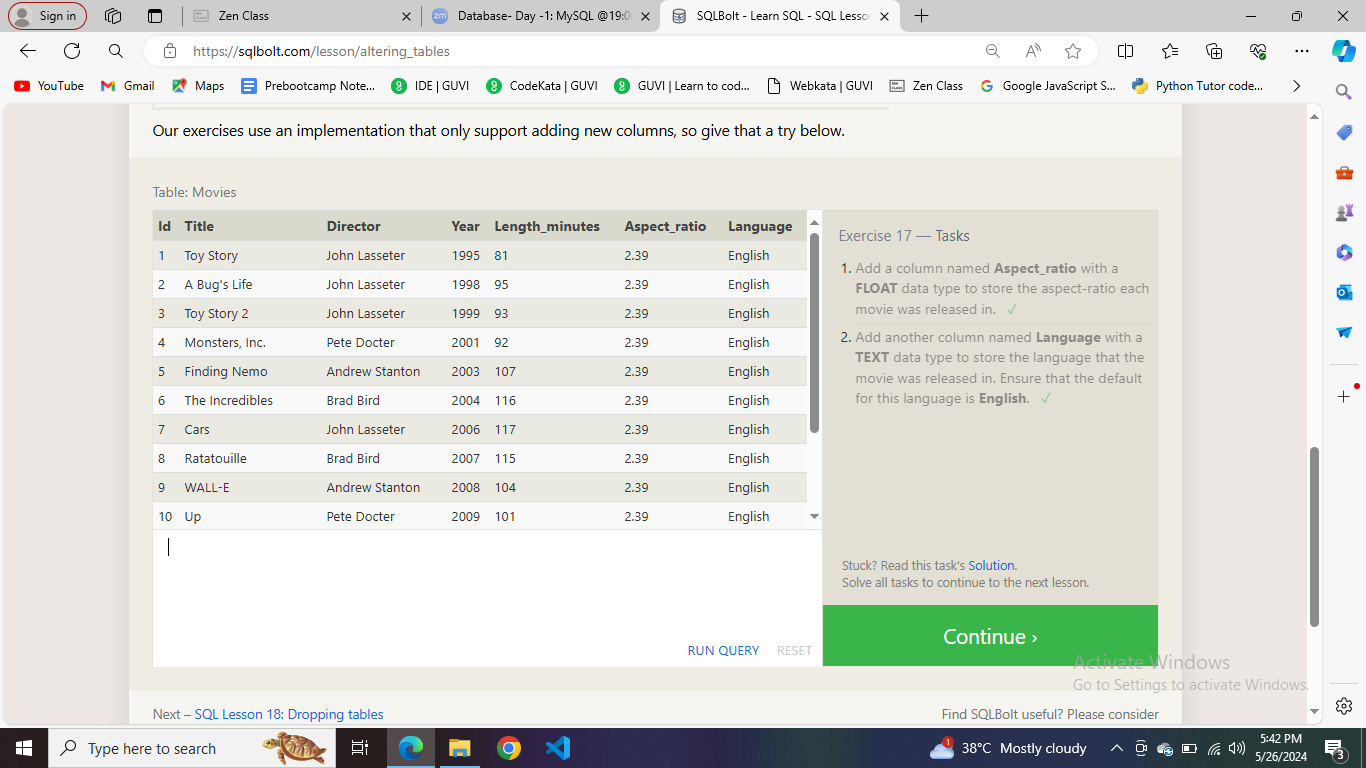 Sign in
Zen Class
Database- Day -1: MySQL @19:0
SQLBolt - Learn SQL - SQL Lesson
https://sqlbolt.com/lesson/altering_tables
YouTube
Gmail
Maps
Prebootcamp Note...
IDE | GUVI
CodeKata | GUVI
GUVI | Learn to cod...
Webkata | GUVI
Zen Class
Google JavaScript S...
Python Tutor code...
Our exercises use an implementation that only support adding new columns, so give that a try below.
Table: Movies
Id Title Director Year Length_minutes Aspect_ratio Language
1 Toy Story John Lasseter 1995 81 2.39 English
2 A Bug's Life John Lasseter 1998 95 2.39 English
3 Toy Story 2 John Lasseter 1999 93 2.39 English
4 Monsters, Inc. Pete Docter 2001 92 2.39 English
5 Finding Nemo Andrew Stanton 2003 107 2.39 English
6 The Incredibles Brad Bird 2004 116 2.39 English
7 Cars John Lasseter 2006 117 2.39 English
8 Ratatouille Brad Bird 2007 115 2.39 English
9 WALL-E Andrew Stanton 2008 104 2.39 English
10 Up Pete Docter 2009 101 2.39 English
RUN QUERY RESET
Exercise 17 — Tasks
1. Add a column named Aspect_ratio with a
FLOAT data type to store the aspect-ratio each
movie was released in. ✓
2. Add another column named Language with a
TEXT data type to store the language that the
movie was released in. Ensure that the default
for this language is English. ✓
Stuck? Read this task's Solution.
Solve all tasks to continue to the next lesson.
Continue ›
Activate Windows
Go to Settings to activate Windows.
Next – SQL Lesson 18: Dropping tables
Find SQLBolt useful? Please consider
Type here to search
1
38°C Mostly cloudy
5:42 PM
5/26/2024
3